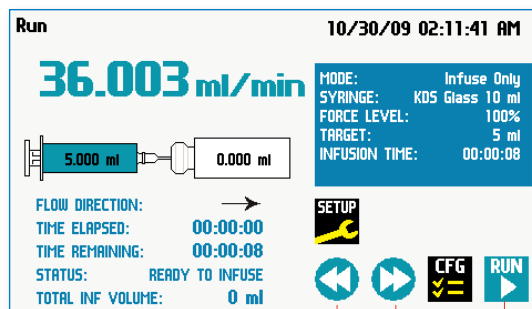 Run
10/30/09 02:11:41 AM
36.003 ml/min
MODE: Infuse Only
SYRINGE: KDS Glass 10 ml
FORCE LEVEL: 100%
TARGET: 5 ml
INFUSION TIME: 00:00:08
5.000 ml
0.000 ml
FLOW DIRECTION:
TIME ELAPSED: 00:00:00
TIME REMAINING: 00:00:08
STATUS: READY TO INFUSE
TOTAL INF VOLUME: 0 ml
SETUP
CFG
RUN